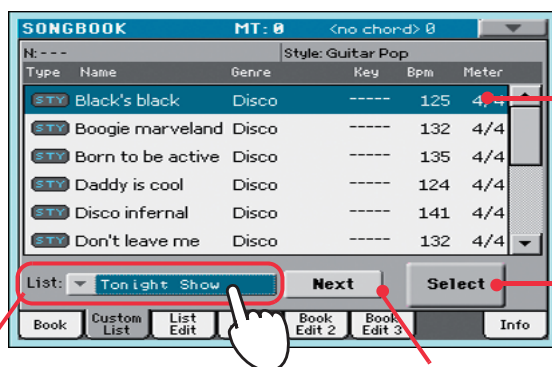 SONGBOOK MT: 0 <no chord> 0
N:--- Style: Guitar Pop
Type Name Genre Key Bpm Meter
STY Black's black Disco ----- 125 4/4
STY Boogie marveland Disco ----- 132 4/4
STY Born to be active Disco ----- 135 4/4
STY Daddy is cool Disco ----- 124 4/4
STY Disco infernal Disco ----- 141 4/4
STY Don't leave me Disco ----- 132 4/4
List: Tonight Show Next Select
Book Custom List List Edit Book Edit 2 Book Edit 3 Info